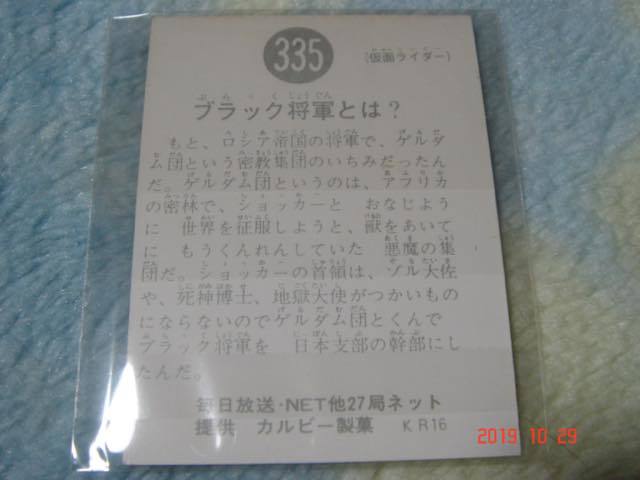 335
(仮面ライダー)
ブラック将軍とは?
もと、ロシア帝国の将軍で、ゲルダ
ム団という密教集団のいちみだったん
だ。ゲルダム団というのは、アフリカ
の密林で、ショッカーと おなじよう
に 世界を征服しようと、獣をあいて
に もうくんれんしていた 悪魔の集
団だ。ショッカーの首領は、ゾル大佐
や、死神博士、地獄大使がつかいもの
にならないのでゲルダム団とくんで
ブラック将軍を 日本支部の幹部にし
たんだ。
毎日放送・NET他27局ネット
提供 カルビー製菓 KR16
2019 10 29